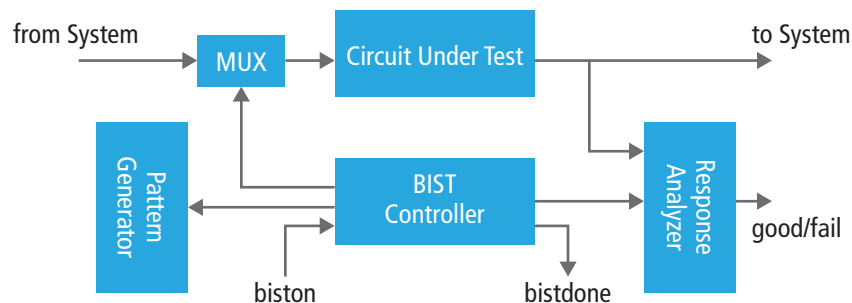 from System
to System
MUX
Circuit Under Test
Pattern
Generator
BIST
Controller
Response
Analyzer
good/fail
biston
bistdone